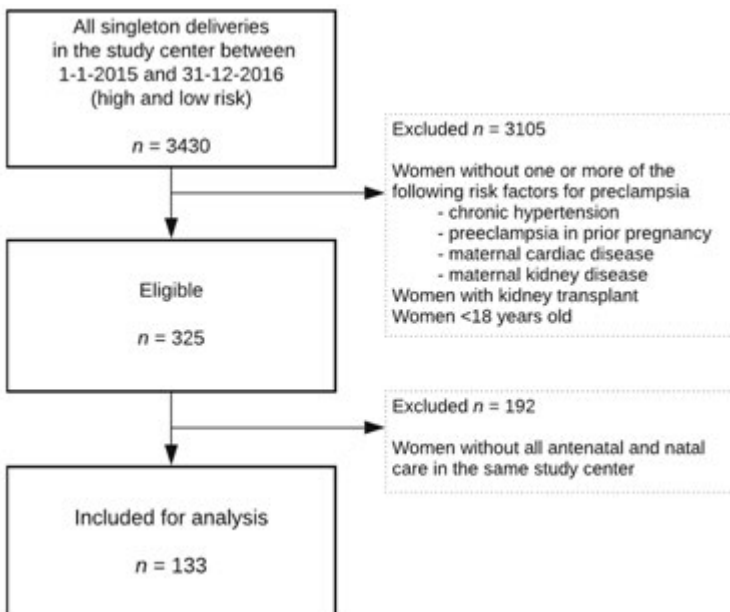 All singleton deliveries
in the study center between
1-1-2015 and 31-12-2016
(high and low risk)
n = 3430
Excluded n = 3105
Women without one or more of the
following risk factors for preclampsia
- chronic hypertension
- preeclampsia in prior pregnancy
- maternal cardiac disease
- maternal kidney disease
Women with kidney transplant
Women <18 years old
Eligible
n = 325
Excluded n = 192
Women without all antenatal and natal
care in the same study center
Included for analysis
n = 133